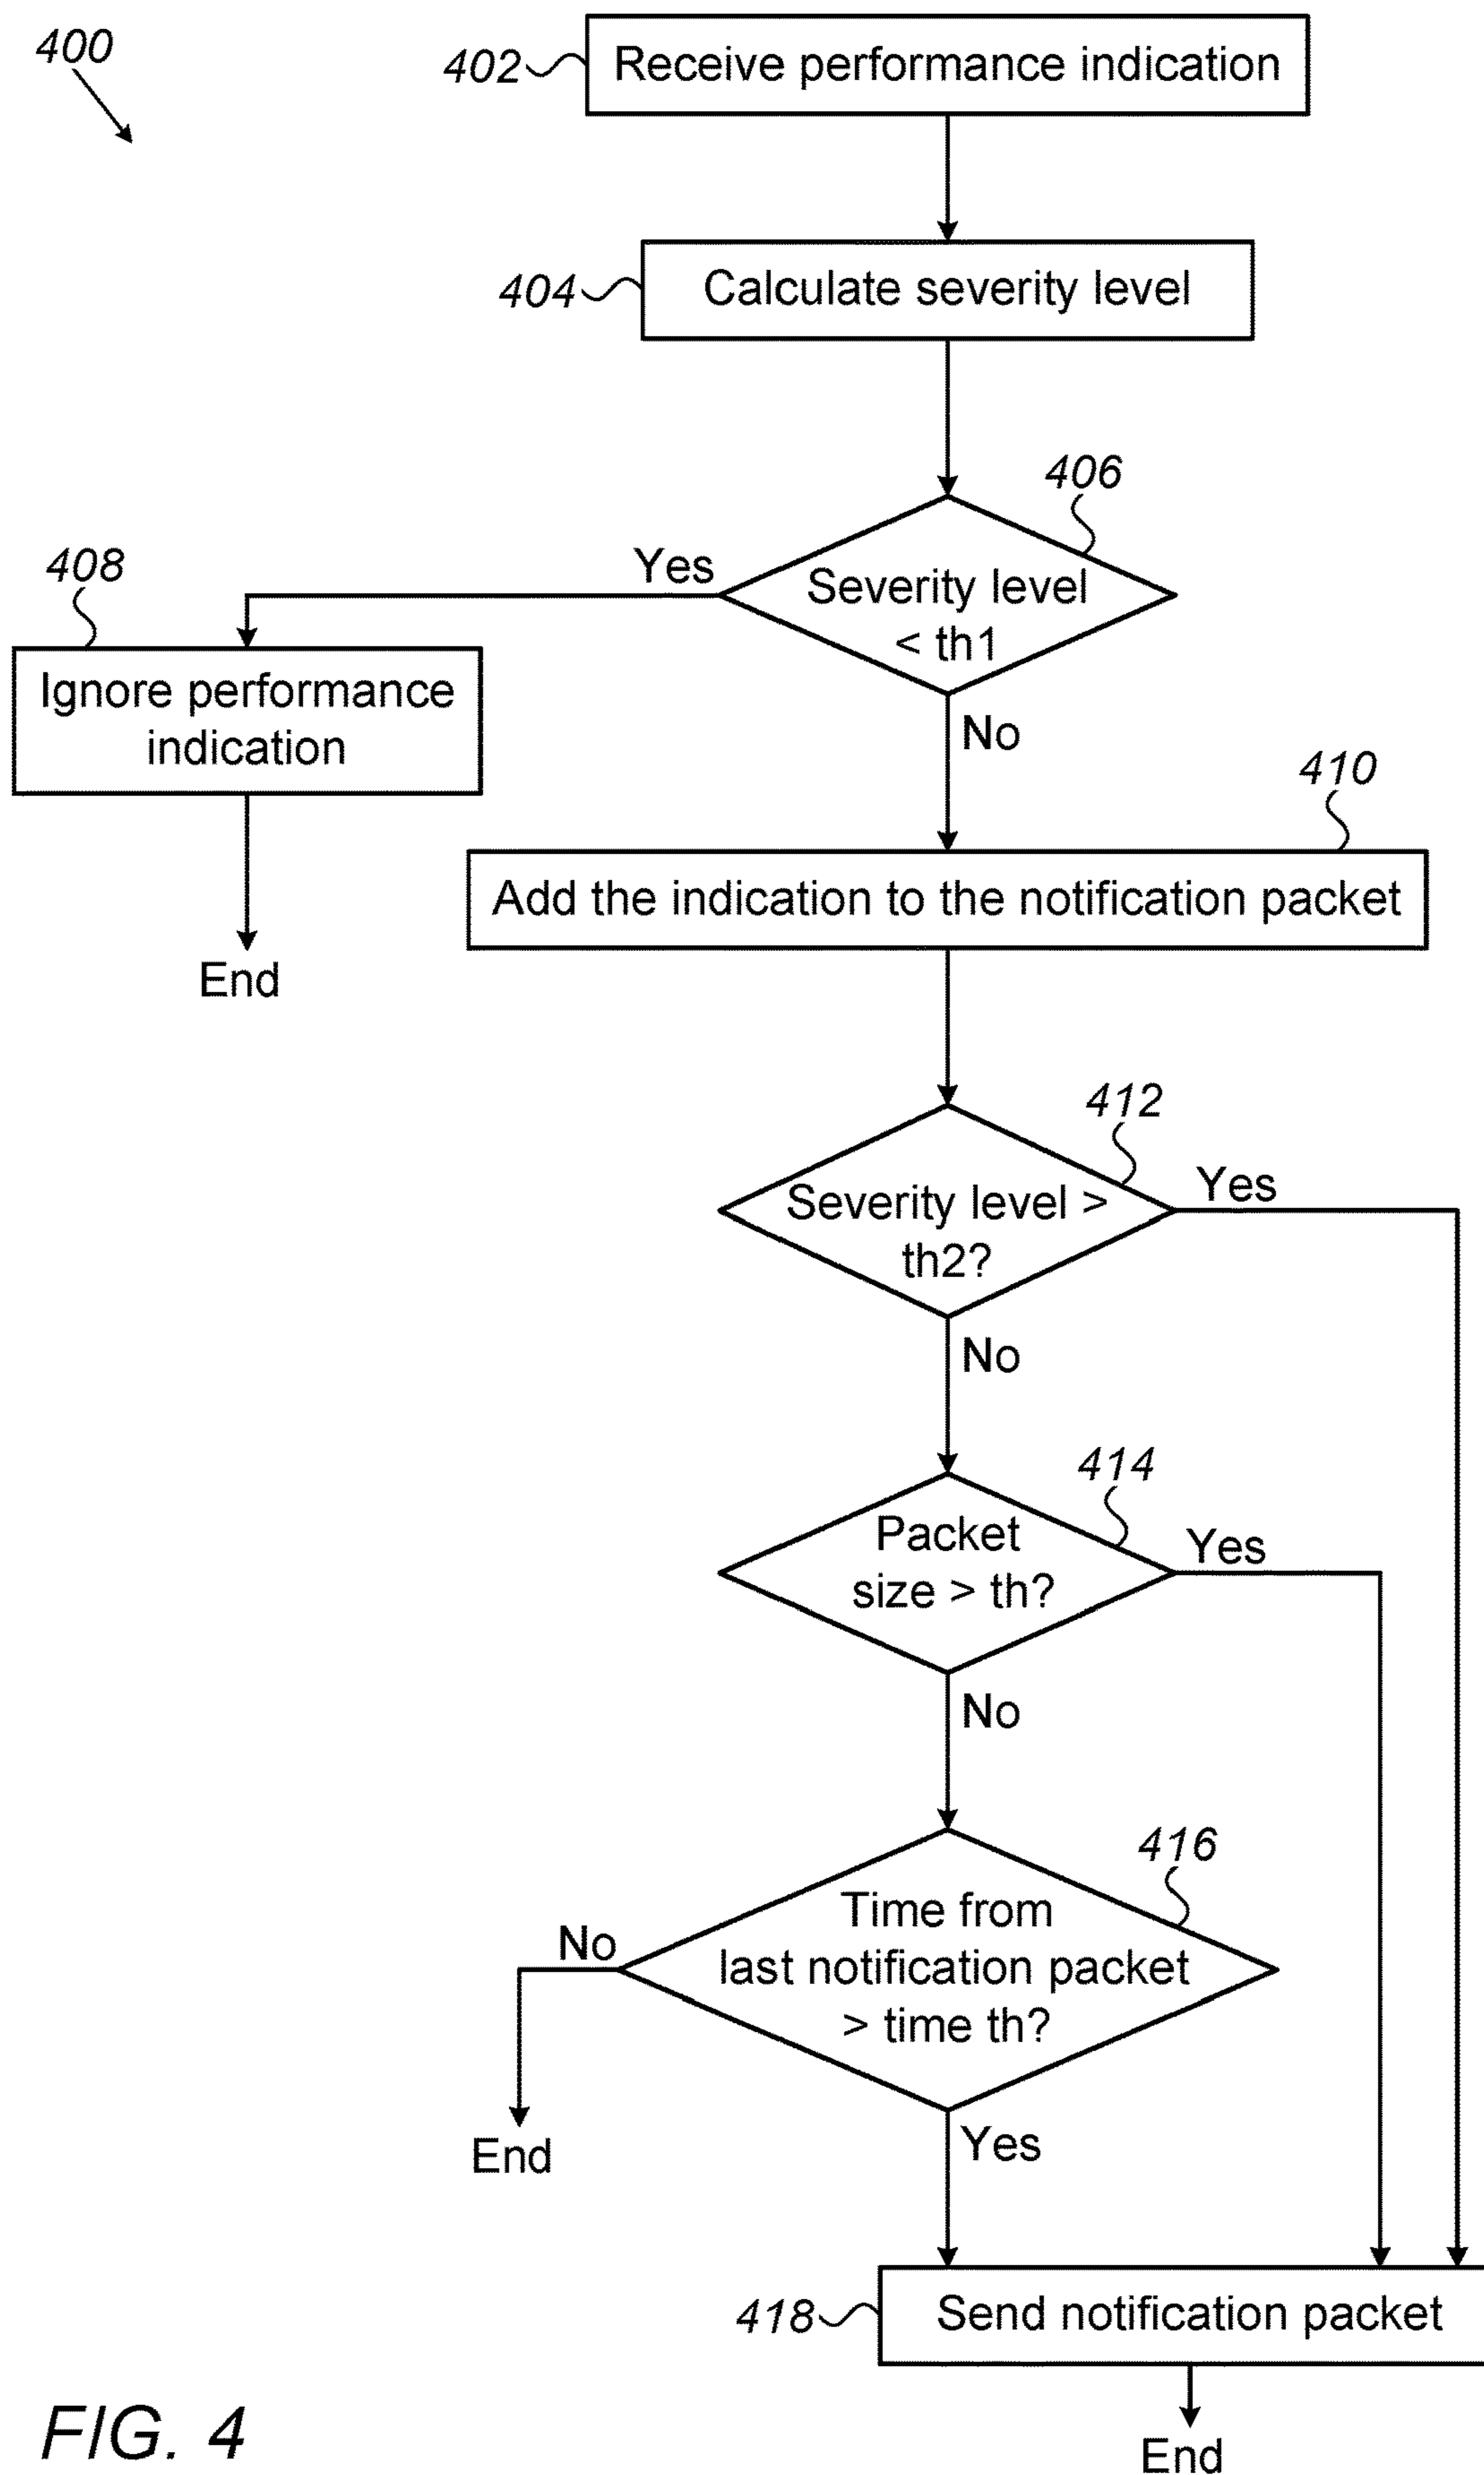 400
402
Receive performance indication
404
Calculate severity level
406
Severity level
< th1
Yes
No
408
Ignore performance
indication
End
410
Add the indication to the notification packet
412
Severity level >
th2?
Yes
No
414
Packet
size > th?
Yes
No
416
Time from
last notification packet
> time th?
No
End
Yes
418
Send notification packet
End
FIG. 4